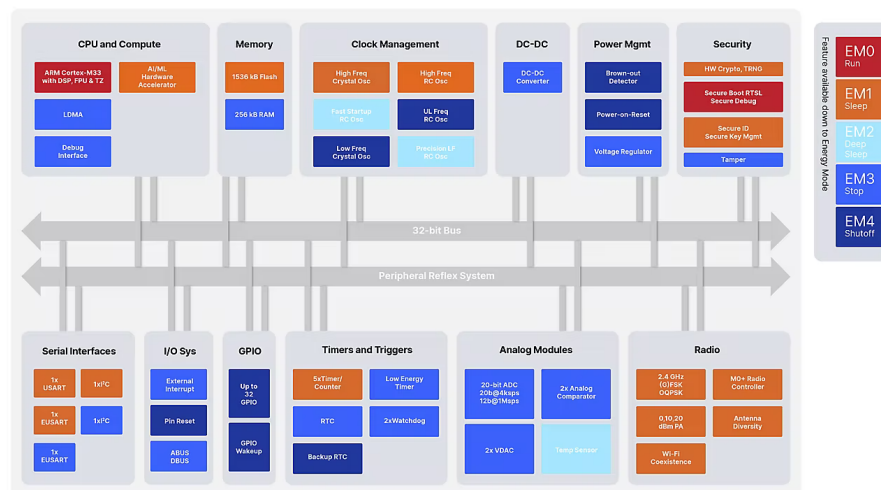 CPU and Compute
ARM Cortex-M33
with DSP, FPU & TZ
AI/ML
Hardware
Accelerator
LDMA
Debug
Interface
Memory
1536 kB Flash
256 kB RAM
Clock Management
High Freq
Crystal Osc
High Freq
RC Osc
Fast Startup
RC Osc
UL Freq
RC Osc
Low Freq
Crystal Osc
Precision LF
RC Osc
DC-DC
DC-DC
Converter
Power Mgmt
Brown-out
Detector
Power-on-Reset
Voltage Regulator
Security
HW Crypto, TRNG
Secure Boot RTSL
Secure Debug
Secure ID
Secure Key Mgmt
Tamper
Feature available down to Energy Mode
EM0
Run
EM1
Sleep
EM2
Deep
Sleep
EM3
Stop
EM4
Shutoff
32-bit Bus
Peripheral Reflex System
Serial Interfaces
1x
USART
1xI²C
1x
EUSART
1xI²C
1x
EUSART
I/O Sys
External
Interrupt
Pin Reset
ABUS
DBUS
GPIO
Up to
32
GPIO
GPIO
Wakeup
Timers and Triggers
5xTimer/
Counter
Low Energy
Timer
RTC
2xWatchdog
Backup RTC
Analog Modules
20-bit ADC
20b@4ksps
12b@1Msps
2x Analog
Comparator
2x VDAC
Temp Sensor
Radio
2.4 GHz
(G)FSK
OQPSK
M0+ Radio
Controller
0,10,20
dBm PA
Antenna
Diversity
Wi-Fi
Coexistence